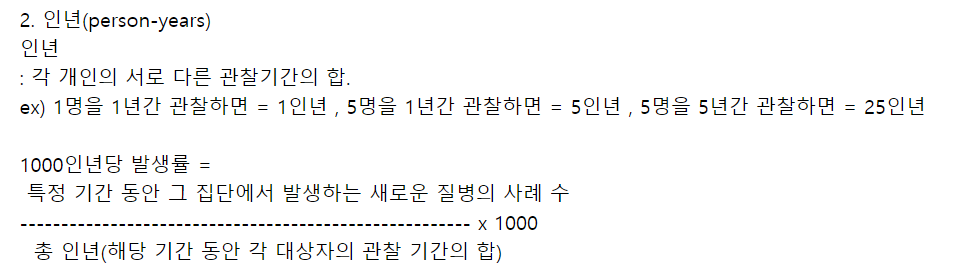 2. 인년(person-years)
인년
: 각 개인의 서로 다른 관찰기간의 합.
ex) 1명을 1년간 관찰하면 = 1인년 , 5명을 1년간 관찰하면 = 5인년 , 5명을 5년간 관찰하면 = 25인년
1000인년당 발생률 =
특정 기간 동안 그 집단에서 발생하는 새로운 질병의 사례 수
------------------------------------------------------- x 1000
총 인년(해당 기간 동안 각 대상자의 관찰 기간의 합)